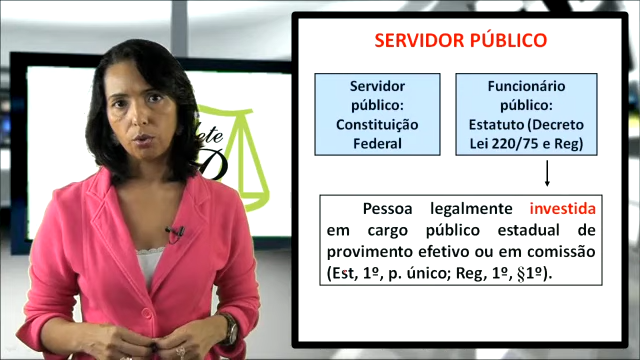 SERVIDOR PÚBLICO
Servidor
público:
Constituição
Federal
Funcionário
público:
Estatuto (Decreto
Lei 220/75 e Reg)
Pessoa legalmente investida
em cargo público estadual de
provimento efetivo ou em comissão
(Est, 1º, p. único; Reg, 1º, §1º).